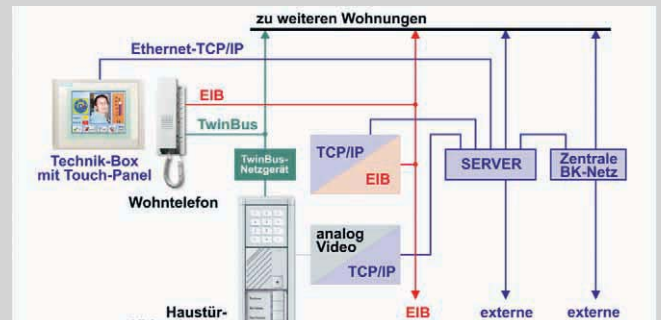 zu weiteren Wohnungen
Ethernet-TCP/IP
EIB
TwinBus
Technik-Box
mit Touch-Panel
Wohntelefon
TwinBus-
Netzgerät
TCP/IP
EIB
SERVER
Zentrale
BK-Netz
analog
Video
TCP/IP
Haustür-
EIB
externe
externe